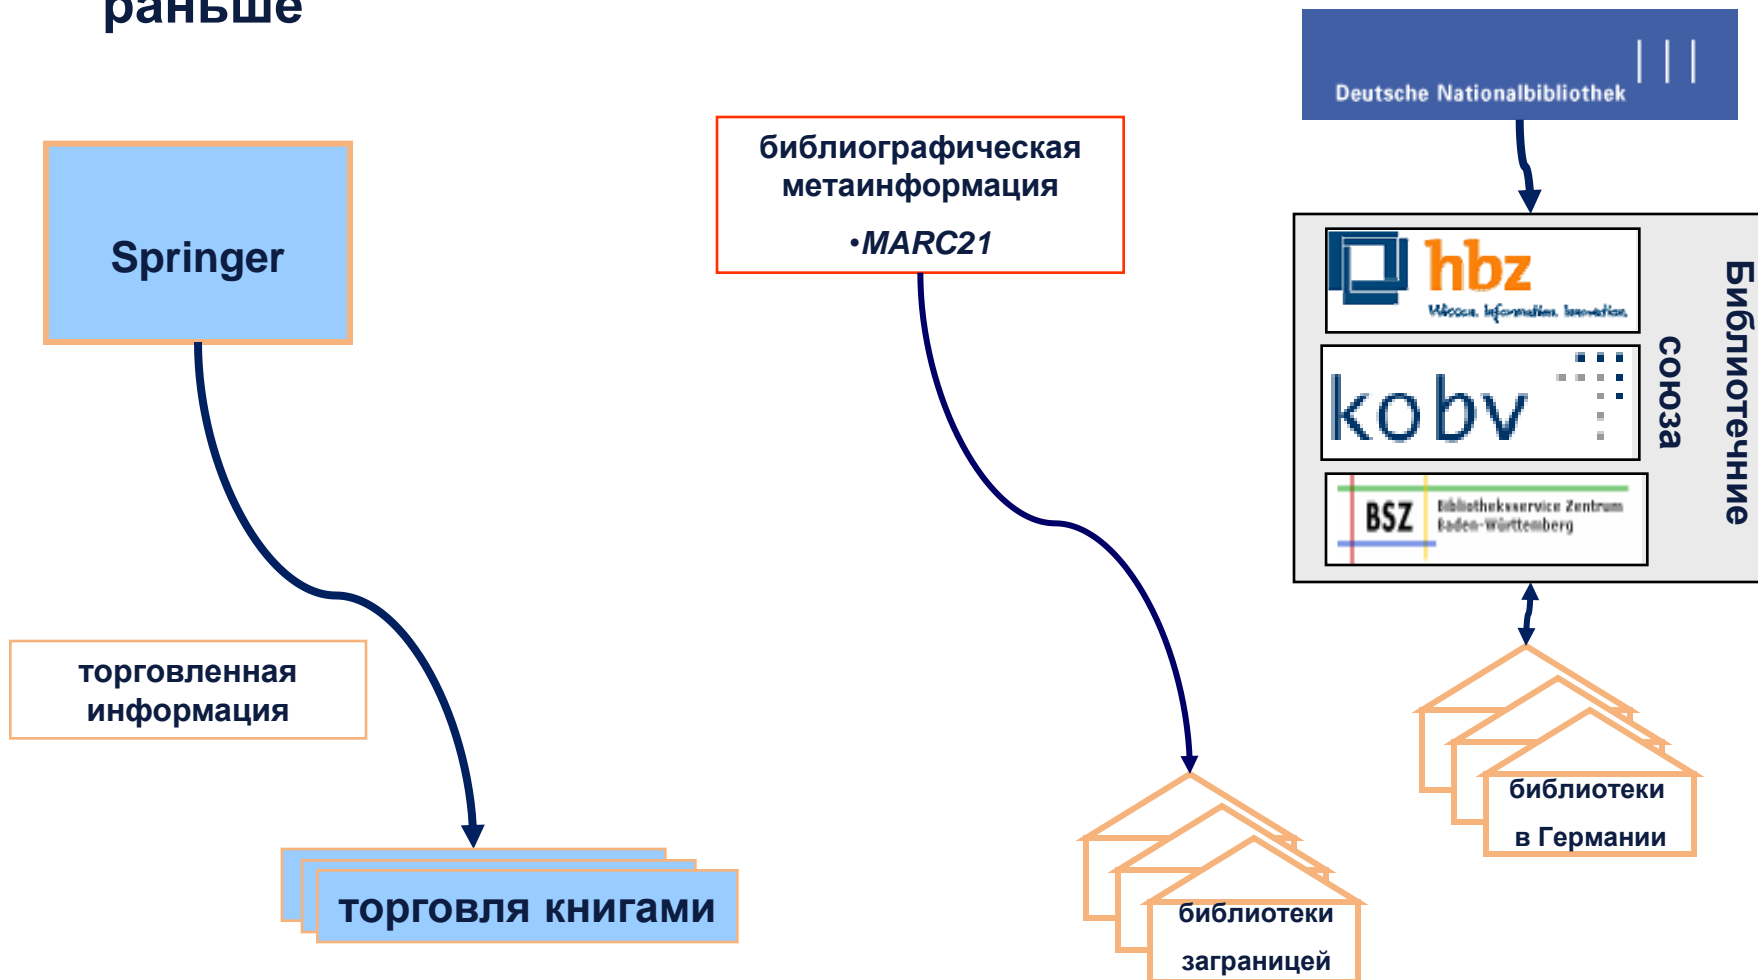 раньше
Deutsche Nationalbibliothek
Springer
библиографическая
метаинформация
•MARC21
hbz
Wissen. Information. Innovation.
kobv
BSZ
Bibliotheksservice Zentrum
Baden-Württemberg
Библиотечние
союза
торговленная
информация
торговля книгами
библиотеки
в Германии
библиотеки
заграницей